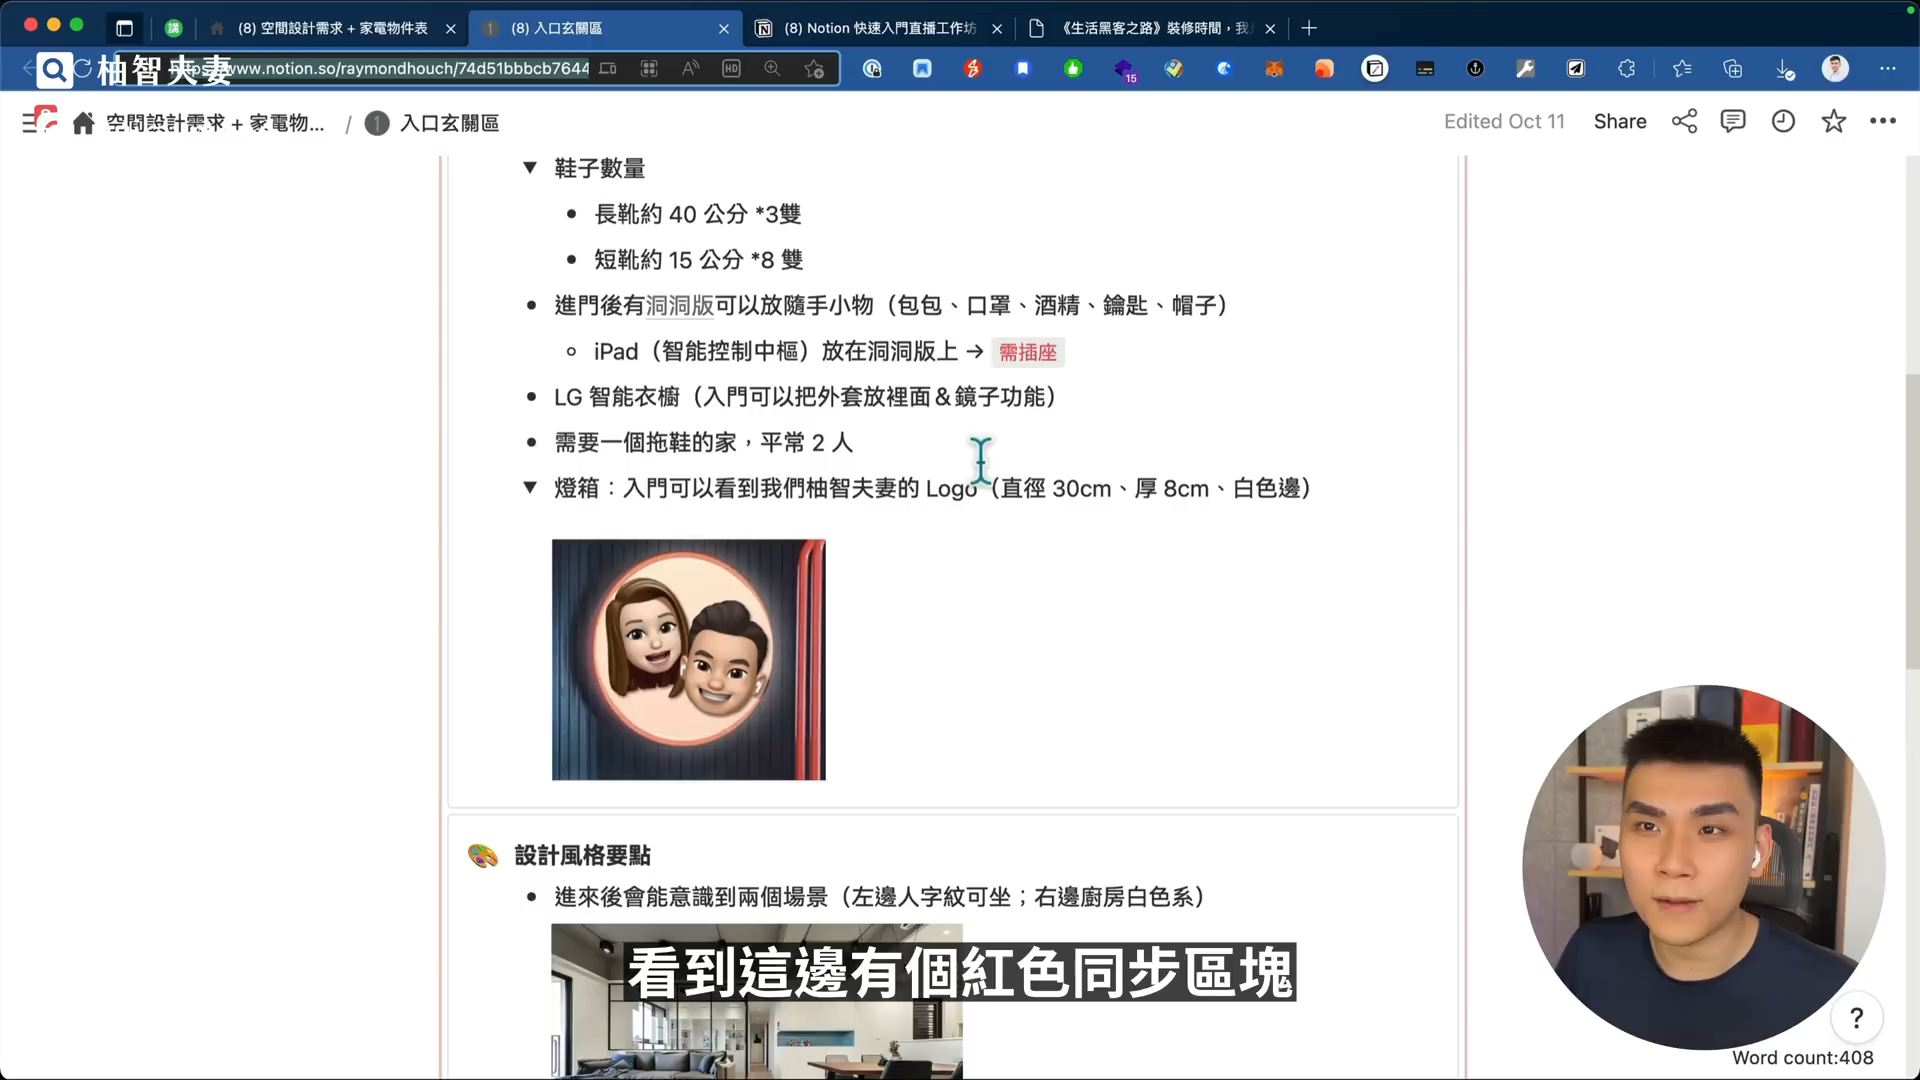 講
(8) 空間設計需求 + 家電物件表
1
(8) 入口玄關區
(8) Notion 快速入門直播工作坊
《生活黑客之路》裝修時間，我
柚智夫妻
www.notion.so/raymondhouch/74d51bbbcb7644
HD
15
空間設計需求 + 家電物...
/
1
入口玄關區
Edited Oct 11
Share
鞋子數量
長靴約 40 公分 *3雙
短靴約 15 公分 *8 雙
進門後有洞洞版可以放隨手小物（包包、口罩、酒精、鑰匙、帽子）
iPad（智能控制中樞）放在洞洞版上 → 需插座
LG 智能衣櫥（入門可以把外套放裡面＆鏡子功能）
需要一個拖鞋的家，平常 2 人
燈箱：入門可以看到我們柚智夫妻的 Logo（直徑 30cm、厚 8cm、白色邊）
設計風格要點
進來後會能意識到兩個場景（左邊人字紋可坐；右邊廚房白色系）
看到這邊有個紅色同步區塊
?
Word count:408